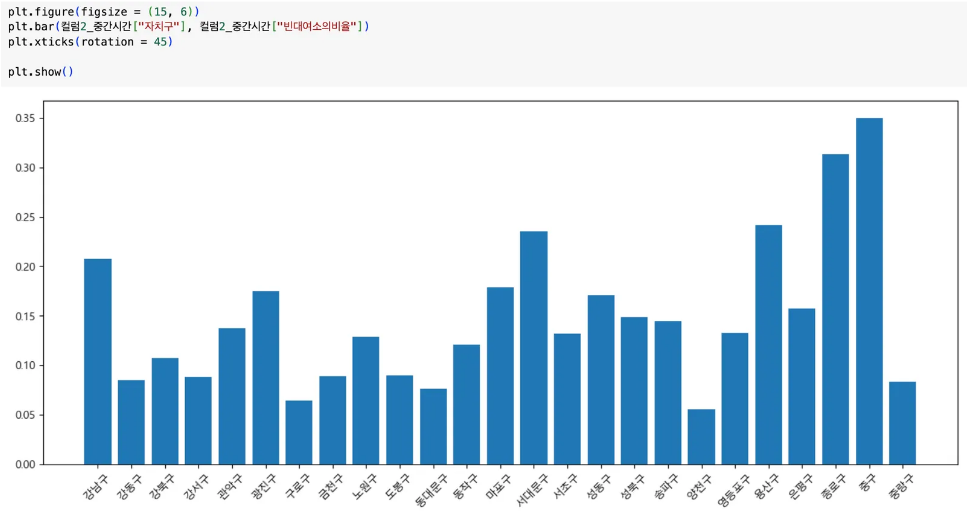 plt.figure(figsize = (15, 6))
plt.bar(컬럼2_중간시간["자치구"], 컬럼2_중간시간["빈대여소의비율"])
plt.xticks(rotation = 45)
plt.show()
0.35
0.30
0.25
0.20
0.15
0.10
0.05
0.00
강남구
강동구
강북구
강서구
관악구
광진구
구로구
금천구
노원구
도봉구
동대문구
동작구
마포구
서대문구
서초구
성동구
성북구
송파구
양천구
영등포구
용산구
은평구
종로구
중구
중랑구